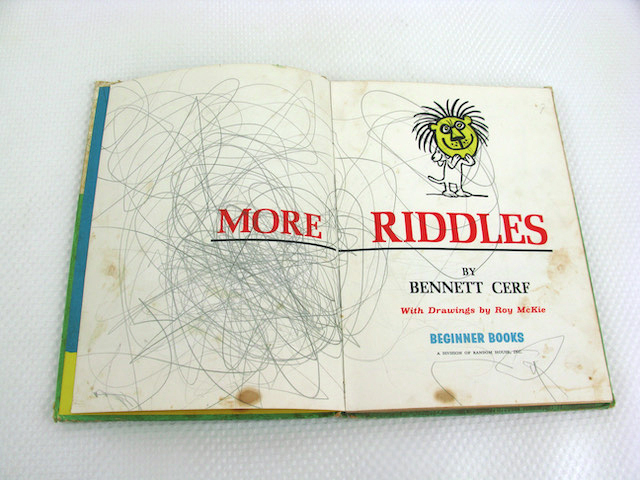 MORE RIDDLES
BY
BENNETT CERF
With Drawings by Roy McKie
BEGINNER BOOKS
A DIVISION OF RANDOM HOUSE, INC.